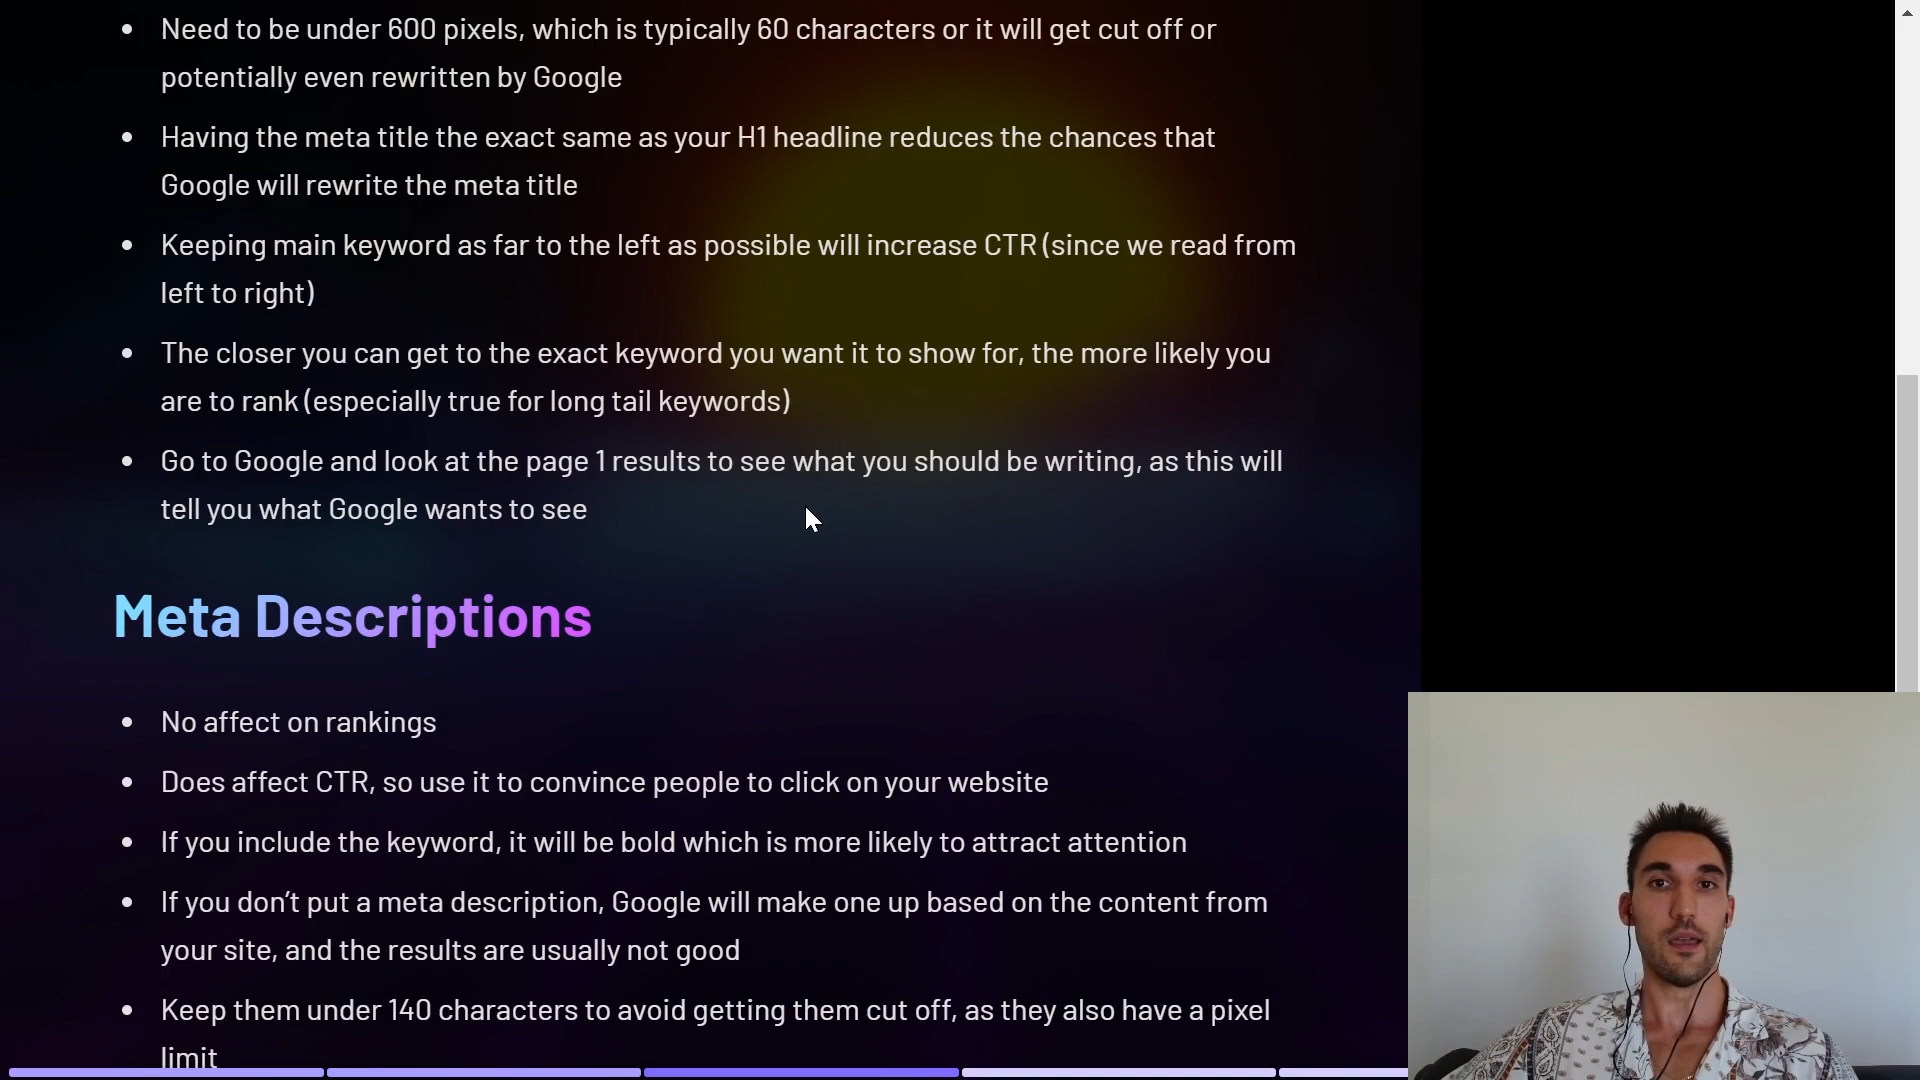 Need to be under 600 pixels, which is typically 60 characters or it will get cut off or
potentially even rewritten by Google
Having the meta title the exact same as your H1 headline reduces the chances that
Google will rewrite the meta title
Keeping main keyword as far to the left as possible will increase CTR (since we read from
left to right)
The closer you can get to the exact keyword you want it to show for, the more likely you
are to rank (especially true for long tail keywords)
Go to Google and look at the page 1 results to see what you should be writing, as this will
tell you what Google wants to see
Meta Descriptions
No affect on rankings
Does affect CTR, so use it to convince people to click on your website
If you include the keyword, it will be bold which is more likely to attract attention
If you don’t put a meta description, Google will make one up based on the content from
your site, and the results are usually not good
Keep them under 140 characters to avoid getting them cut off, as they also have a pixel
limit